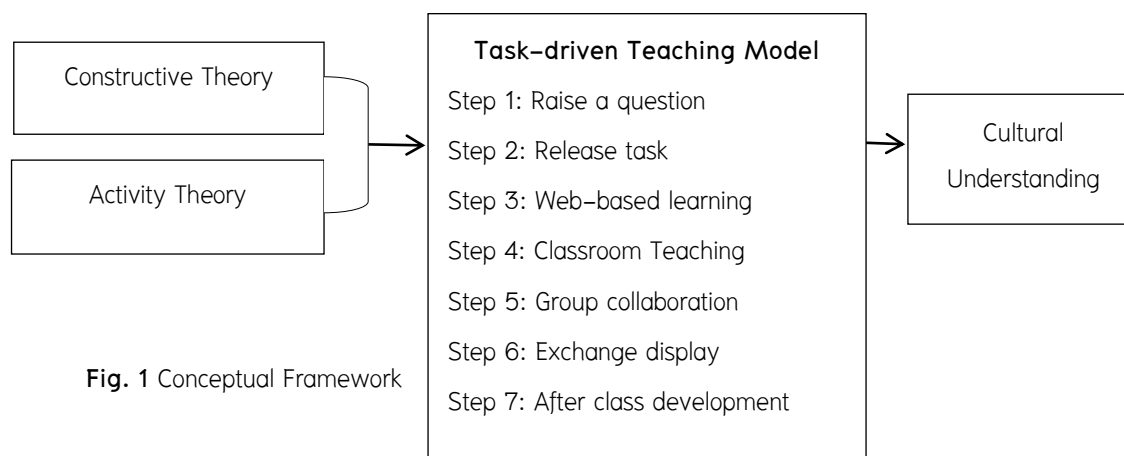 Constructive Theory
Activity Theory
Task-driven Teaching Model
Step 1: Raise a question
Step 2: Release task
Step 3: Web-based learning
Step 4: Classroom Teaching
Step 5: Group collaboration
Step 6: Exchange display
Step 7: After class development
Cultural
Understanding
Fig. 1 Conceptual Framework